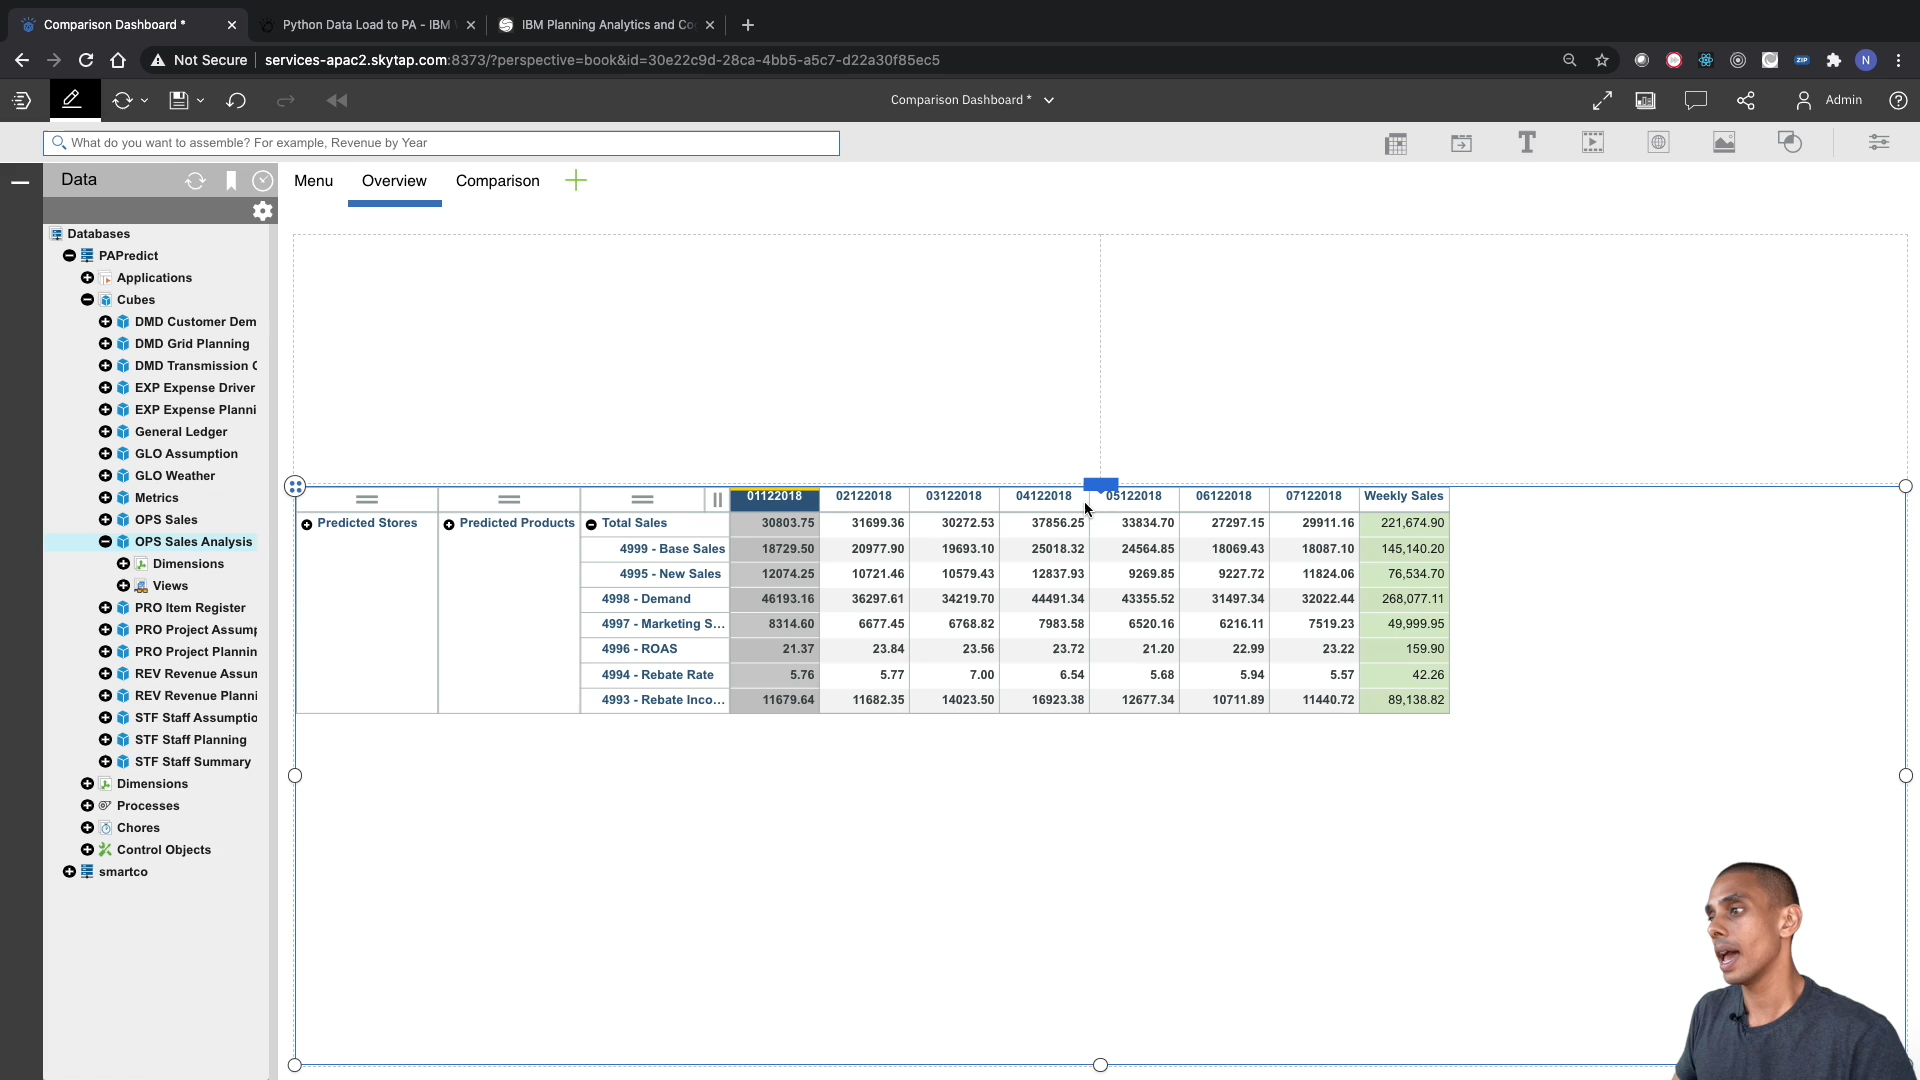 Comparison Dashboard *
Python Data Load to PA - IBM
IBM Planning Analytics and Co
Not Secure
services-apac2.skytap.com:8373/?perspective=book&id=30e22c9d-28ca-4bb5-a5c7-d22a30f85ec5
ZIP
N
Comparison Dashboard *
Admin
What do you want to assemble? For example, Revenue by Year
Data
Menu
Overview
Comparison
Databases
PAPredict
Applications
Cubes
DMD Customer Dem
DMD Grid Planning
DMD Transmission C
EXP Expense Driver
EXP Expense Planni
General Ledger
GLO Assumption
GLO Weather
Metrics
OPS Sales
OPS Sales Analysis
Dimensions
Views
PRO Item Register
PRO Project Assump
PRO Project Plannin
REV Revenue Assum
REV Revenue Planni
STF Staff Assumptio
STF Staff Planning
STF Staff Summary
Dimensions
Processes
Chores
Control Objects
smartco
01122018 02122018 03122018 04122018 05122018 06122018 07122018 Weekly Sales
Predicted Stores Predicted Products Total Sales 30803.75 31699.36 30272.53 37856.25 33834.70 27297.15 29911.16 221,674.90
4999 - Base Sales 18729.50 20977.90 19693.10 25018.32 24564.85 18069.43 18087.10 145,140.20
4995 - New Sales 12074.25 10721.46 10579.43 12837.93 9269.85 9227.72 11824.06 76,534.70
4998 - Demand 46193.16 36297.61 34219.70 44491.34 43355.52 31497.34 32022.44 268,077.11
4997 - Marketing S... 8314.60 6677.45 6768.82 7983.58 6520.16 6216.11 7519.23 49,999.95
4996 - ROAS 21.37 23.84 23.56 23.72 21.20 22.99 23.22 159.90
4994 - Rebate Rate 5.76 5.77 7.00 6.54 5.68 5.94 5.57 42.26
4993 - Rebate Inco... 11679.64 11682.35 14023.50 16923.38 12677.34 10711.89 11440.72 89,138.82